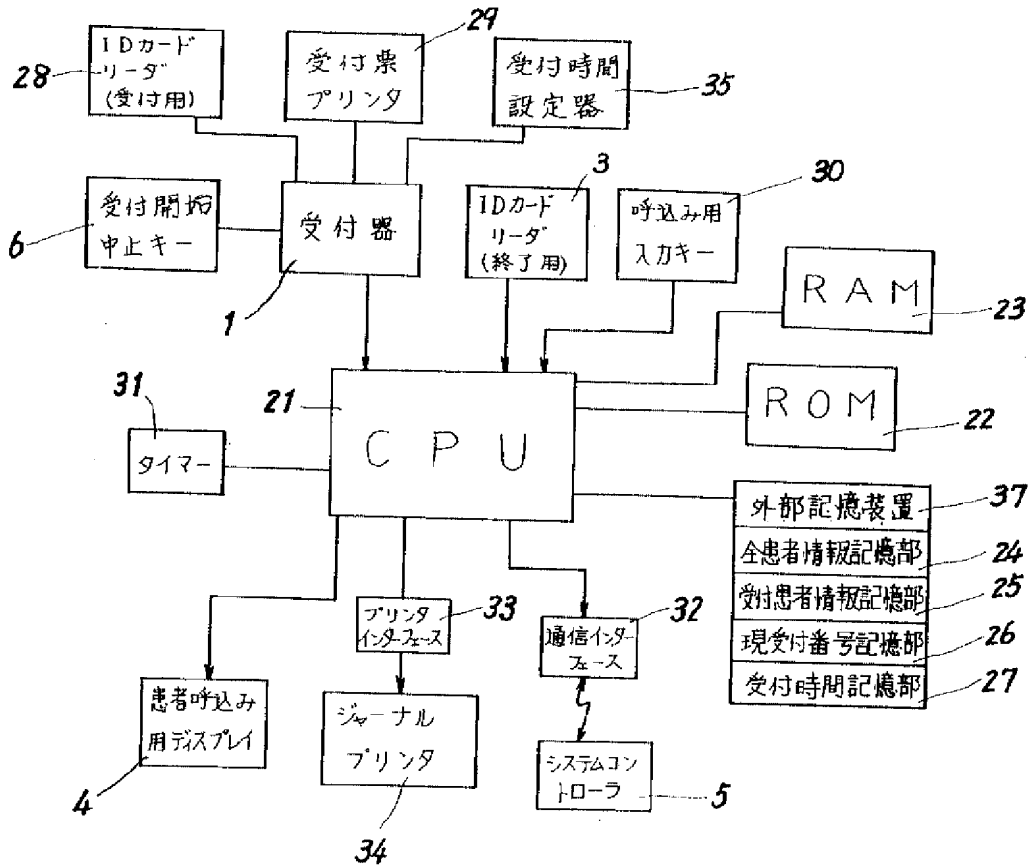 28
IDカード
リーダ
(受付用)
29
受付票
プリンタ
受付時間
設定器
35
6
受付開始
中止キー
受付器
1
3
IDカード
リーダ
(終了用)
30
呼込み用
入力キー
RAM
23
ROM
22
31
タイマー
21
CPU
外部記憶装置
37
全患者情報記憶部
24
受付患者情報記憶部
25
現受付番号記憶部
26
受付時間記憶部
27
プリンタ
インターフェース
33
通信インター
フェース
32
患者呼込み
用ディスプレイ
4
ジャーナル
プリンタ
34
システムコン
トローラ
5